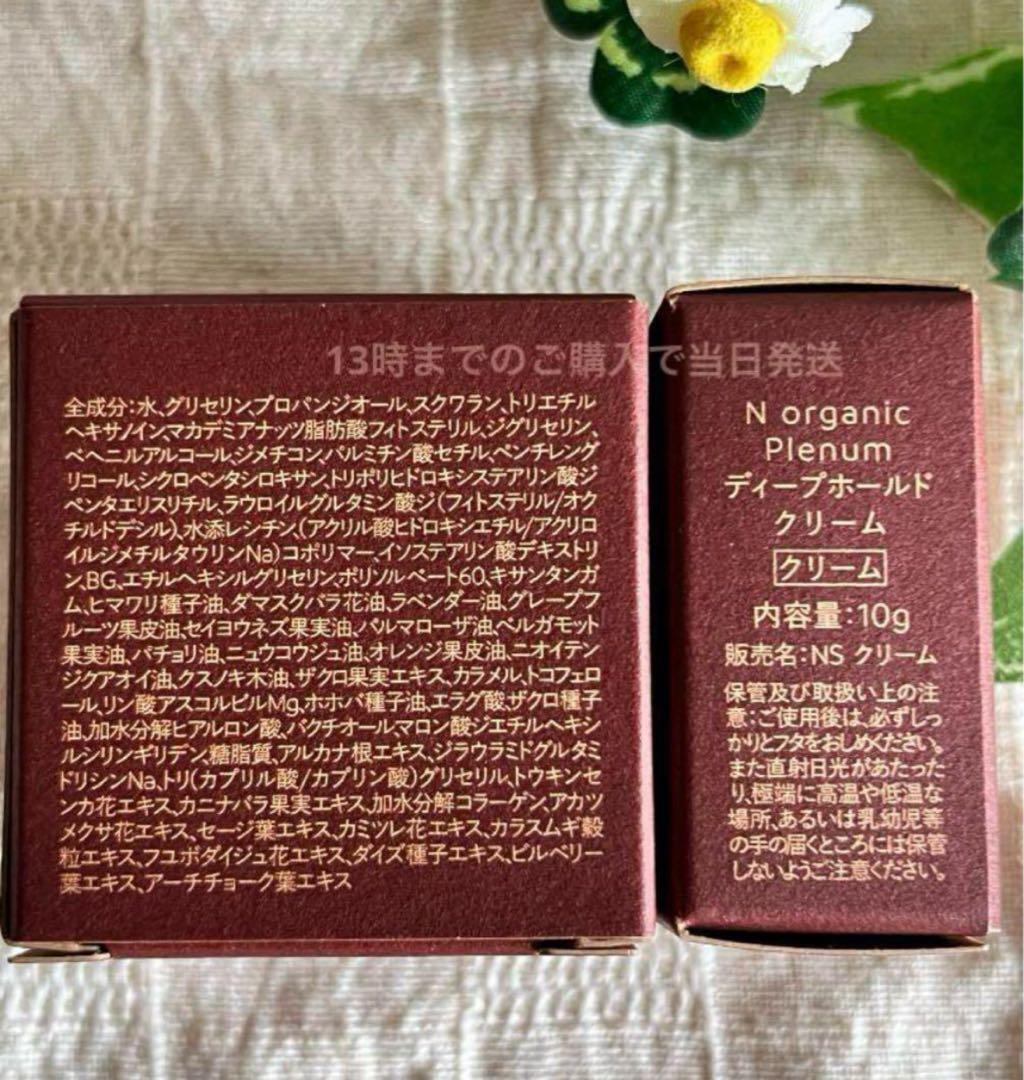 13時までのご購入で当日発送
全成分:水、グリセリン、プロパンジオール、スクワラン、トリエチル
ヘキサノイン、マカデミアナッツ脂肪酸フィトステリル、ジグリセリン、
ベヘニルアルコール、ジメチコン、パルミチン酸セチル、ペンチレング
リコール、シクロペンタシロキサン、トリポリヒドロキシステアリン酸ジ
ペンタエリスリチル、ラウロイルグルタミン酸ジ(フィトステリル/オク
チルドデシル)、水添レシチン、(アクリル酸ヒドロキシエチル/アクリロ
イルジメチルタウリンNa)コポリマー、イソステアリン酸デキストリ
ン、BG、エチルヘキシルグリセリン、ポリソルベート60、キサンタンガ
ム、ヒマワリ種子油、ダマスクバラ花油、ラベンダー油、グレープフ
ルーツ果皮油、セイヨウネズ果実油、パルマローザ油、ベルガモット
果実油、パチョリ油、ニュウコウジュ油、オレンジ果皮油、ニオイテン
ジクアオイ油、クスノキ木油、ザクロ果実エキス、カラメル、トコフェロ
ール、リン酸アスコルビルMg、ホホバ種子油、エラグ酸、ザクロ種子
油、加水分解ヒアルロン酸、バクチオール、マロン酸ジエチルヘキシ
ルシリンギリデン、糖脂質、アルカナ根エキス、ジラウラミドグルタミ
ドリシンNa、トリ(カプリル酸/カプリン酸)グリセリル、トウキンセ
ンカ花エキス、カニナバラ果実エキス、加水分解コラーゲン、アカツ
メクサ花エキス、セージ葉エキス、カミツレ花エキス、カラスムギ穀
粒エキス、フユボダイジュ花エキス、ダイズ種子エキス、ビルベリー
葉エキス、アーチチョーク葉エキス
N organic
Plenum
ディープホールド
クリーム
クリーム
内容量:10g
販売名:NS クリーム
保管及び取扱い上の注
意:ご使用後は、必ずしっ
かりとフタをおしめください。
また直射日光があたった
り、極端に高温や低温な
場所、あるいは乳幼児等
の手の届くところには保管
しないようご注意ください。